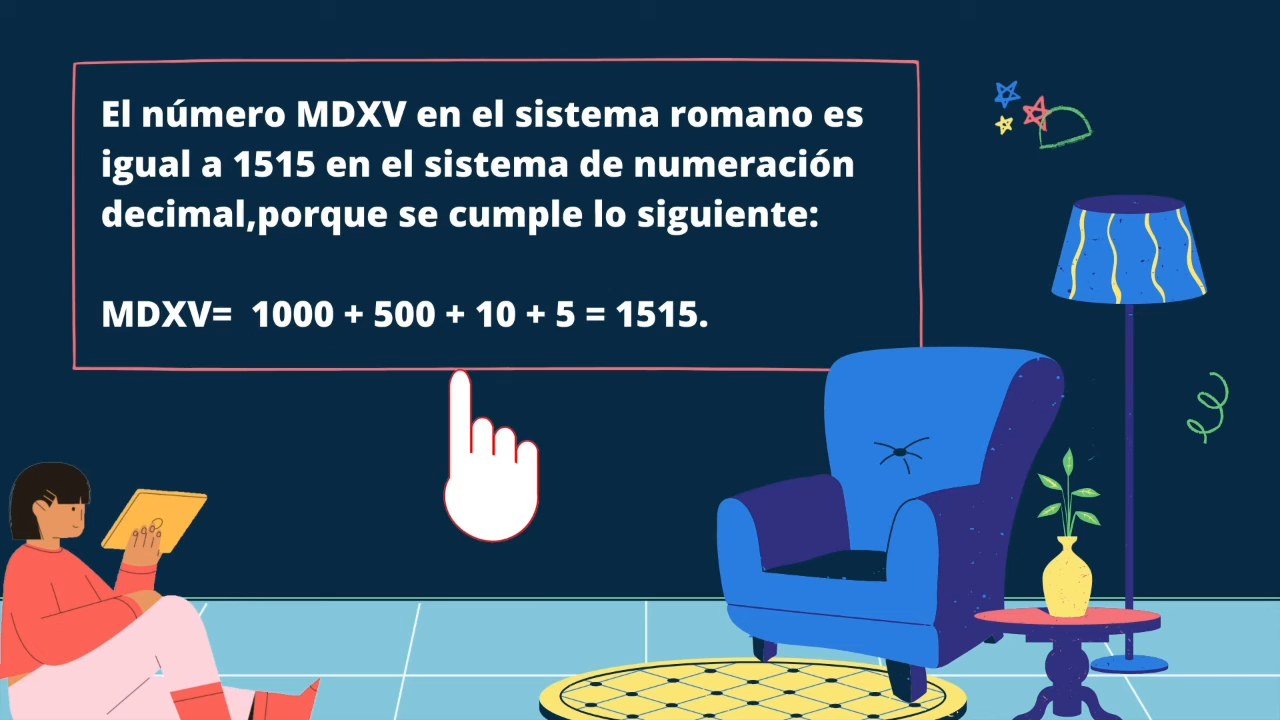 El número MDXV en el sistema romano es
igual a 1515 en el sistema de numeración
decimal,porque se cumple lo siguiente:
MDXV=  1000 + 500 + 10 + 5 = 1515.